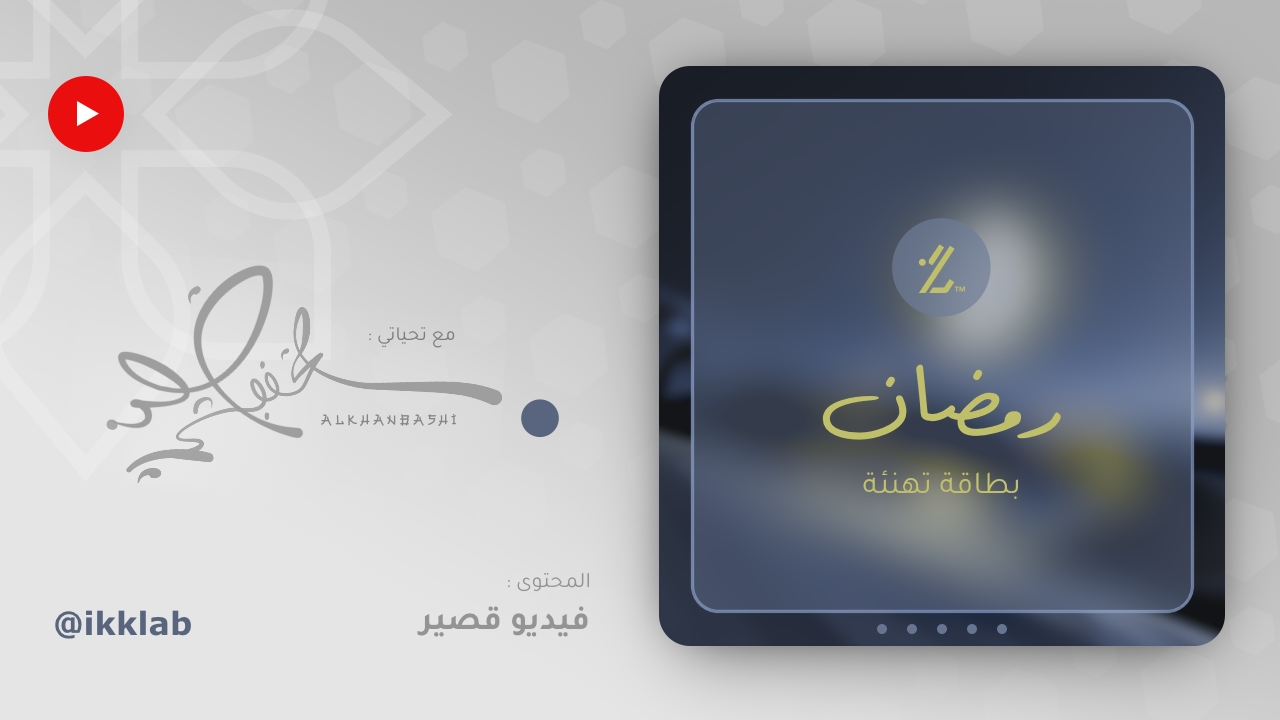 رمضان
بطاقة تهنئة
مع تحياتي :
ALKHANBASHI
المحتوى :
فيديو قصير
@ikklab